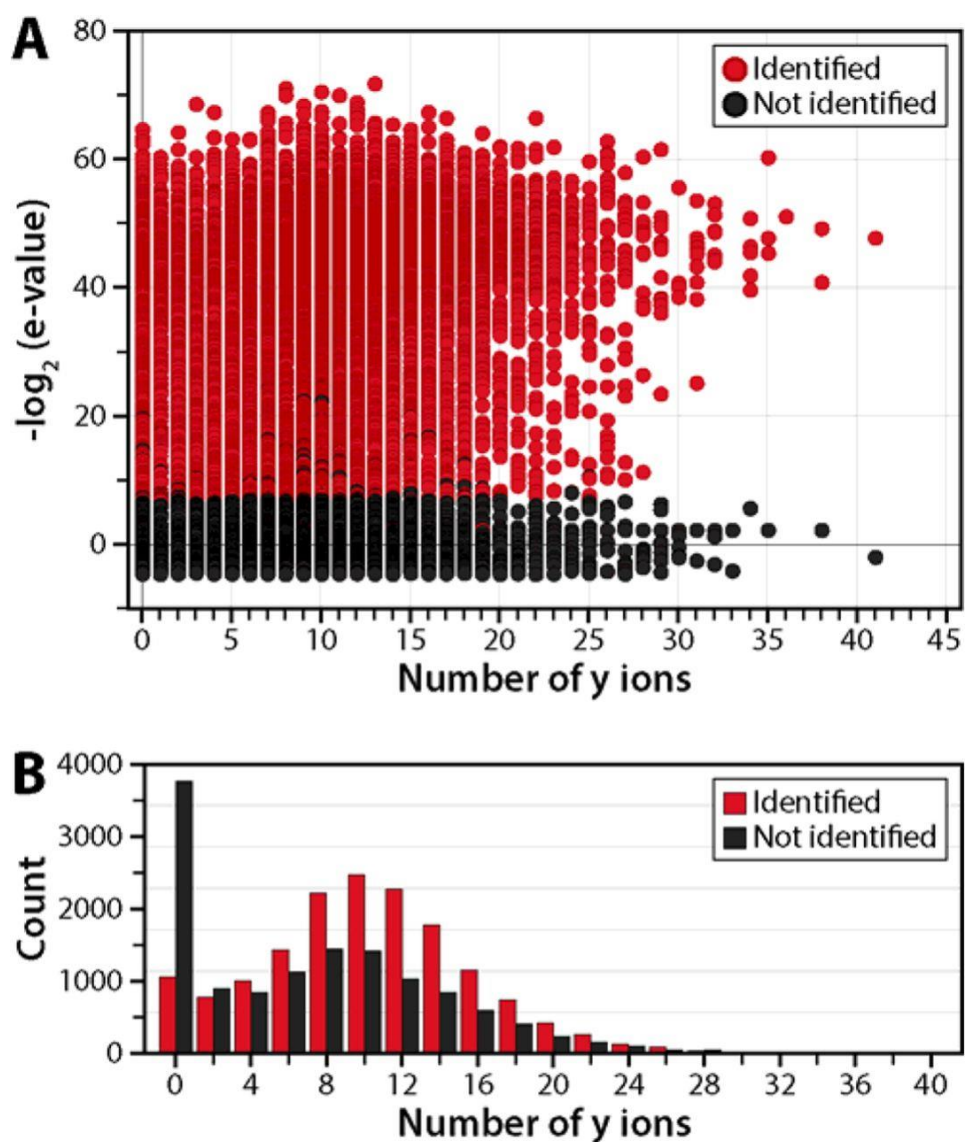 A
80
60
40
20
0
-log2 (e-value)
Identified
Not identified
0 5 10 15 20 25 30 35 40 45
Number of y ions
B
4000
3000
2000
1000
0
Count
Identified
Not identified
0 4 8 12 16 20 24 28 32 36 40
Number of y ions